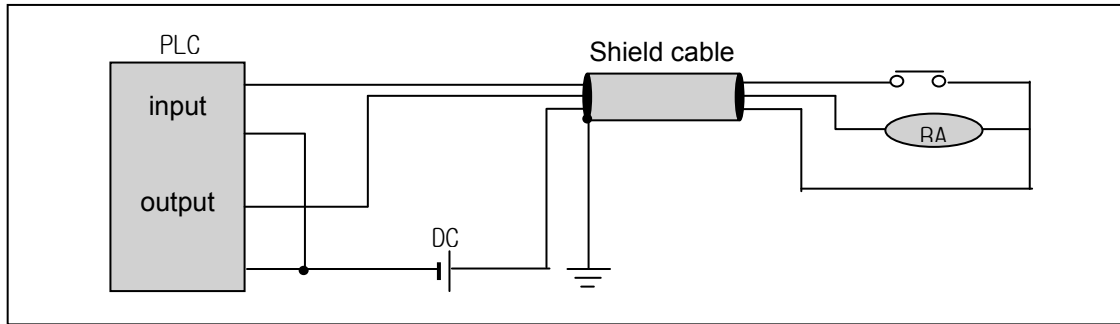 PLC
Shield cable
input
RA
output
DC